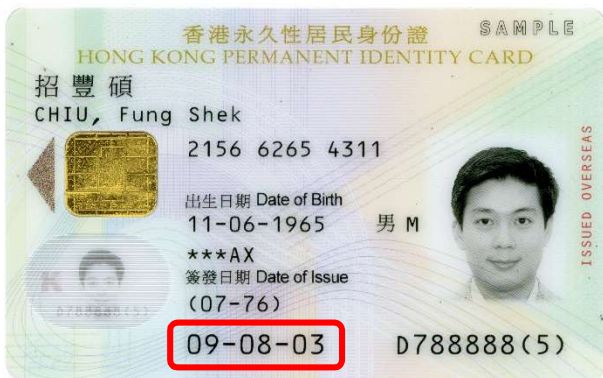 香港永久性居民身份證
SAMPLE
HONG KONG PERMANENT IDENTITY CARD
招豐碩
CHIU, Fung Shek
2156 6265 4311
出生日期 Date of Birth
11-06-1965 男 M
***AX
簽發日期 Date of Issue
(07-76)
09-08-03
D788888(5)
ISSUED OVERSEAS
K
D788888(5)